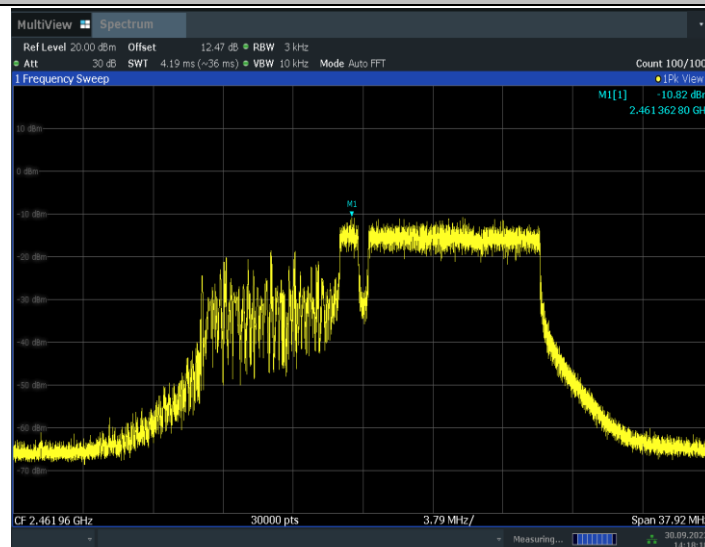 MultiView Spectrum
Ref Level 20.00 dBm Offset 12.47 dB RBW 3 kHz
Att 30 dB SWT 4.19 ms (~36 ms) VBW 10 kHz Mode Auto FFT Count 100/100
1 Frequency Sweep 1Pk View
M1[1] -10.82 dBm
2.461 362 80 GH
M1
10 dBm
0 dBm
-10 dBm
-20 dBm
-30 dBm
-40 dBm
-50 dBm
-60 dBm
-70 dBm
CF 2.461 96 GHz 30000 pts 3.79 MHz/ Span 37.92 MH
Measuring... 30.09.202
14:18:1